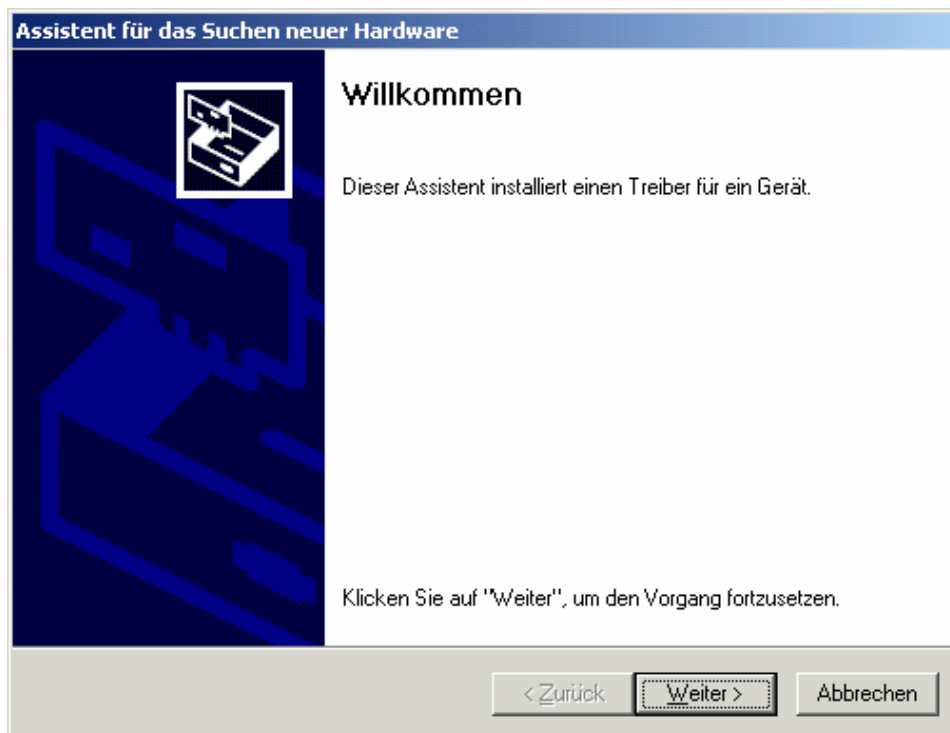 Assistent für das Suchen neuer Hardware
Willkommen
Dieser Assistent installiert einen Treiber für ein Gerät.
Klicken Sie auf "Weiter", um den Vorgang fortzusetzen.
< Zurück Weiter > Abbrechen